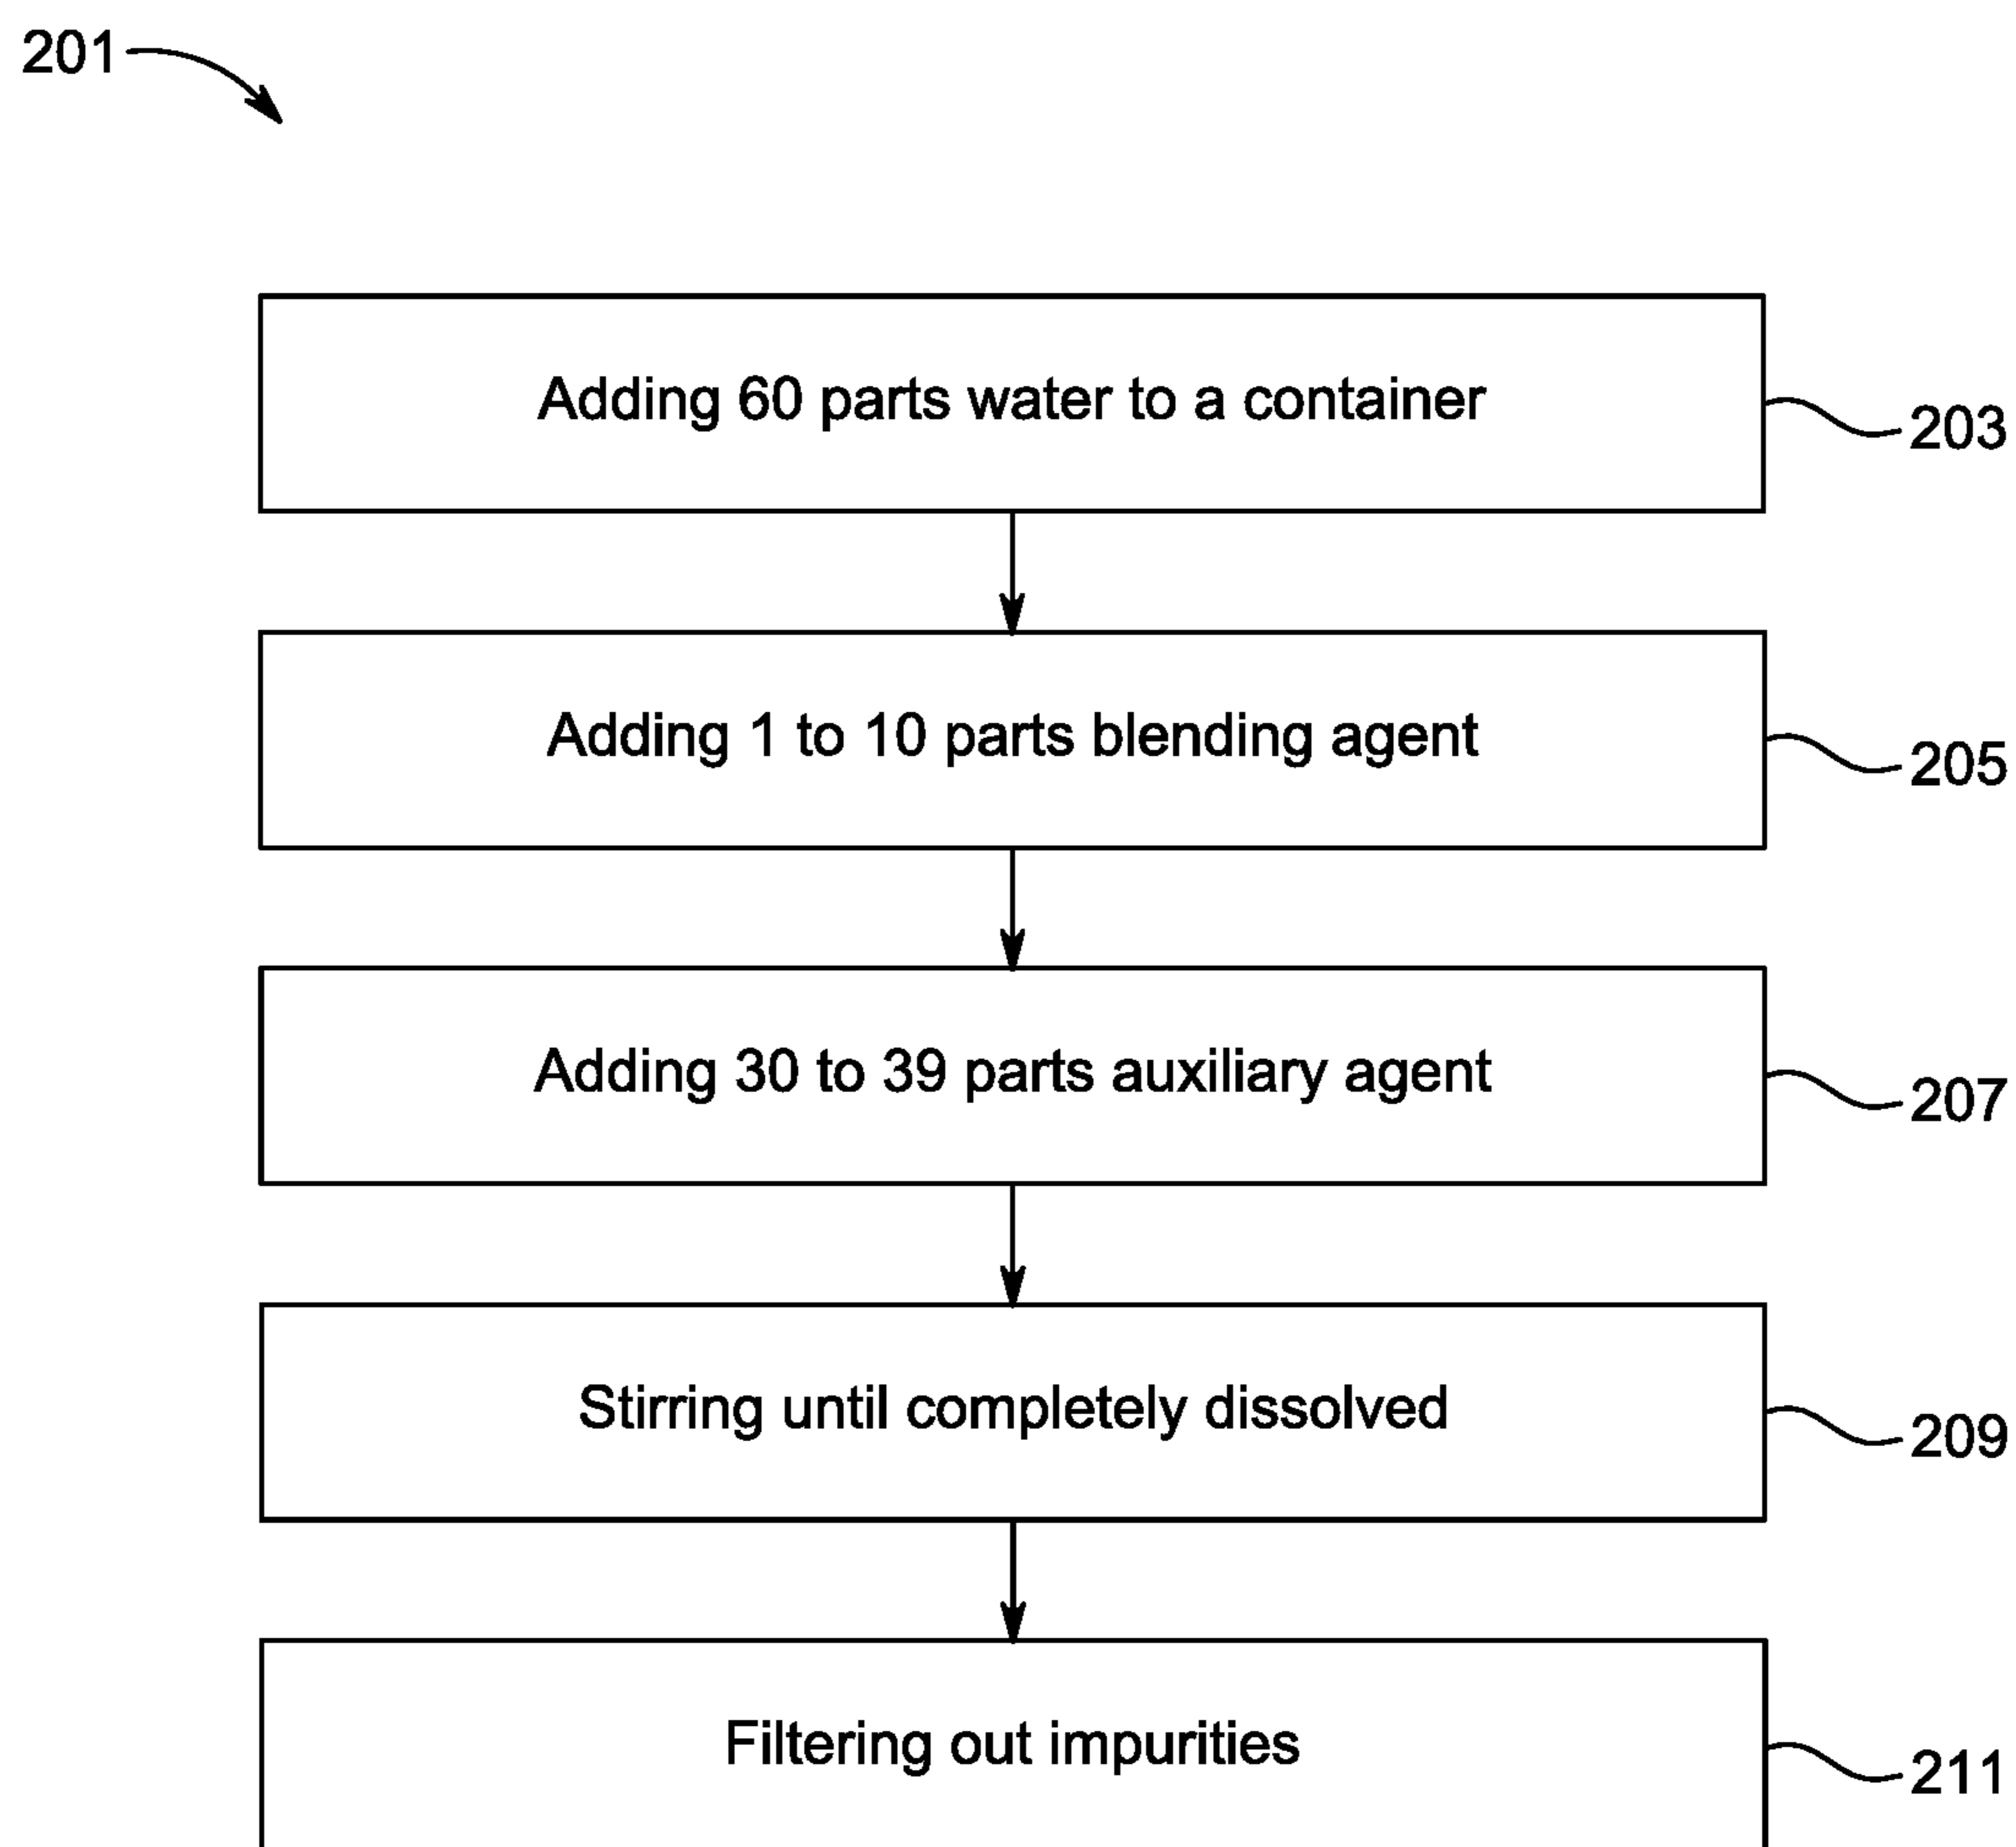 201
Adding 60 parts water to a container
203
Adding 1 to 10 parts blending agent
205
Adding 30 to 39 parts auxiliary agent
207
Stirring until completely dissolved
209
Filtering out impurities
211